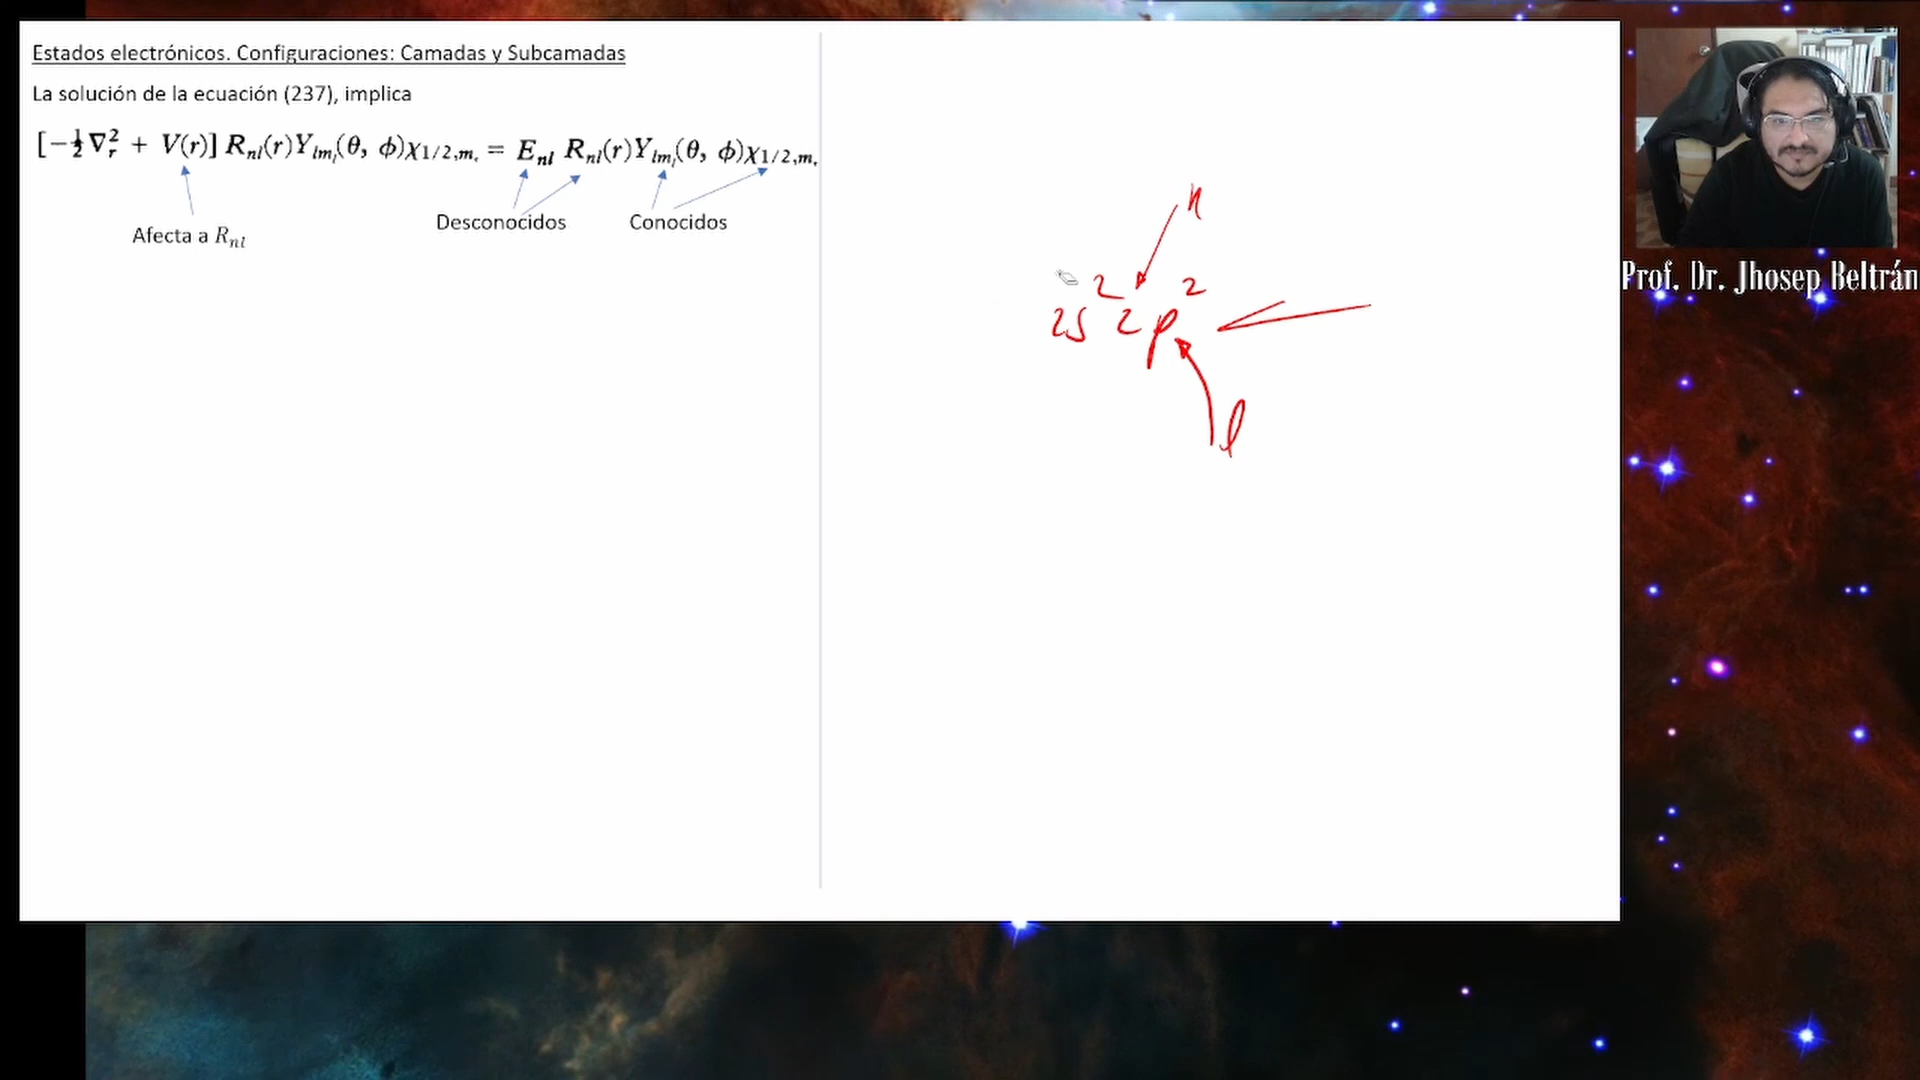 Estados electrónicos. Configuraciones: Camadas y Subcamadas
La solución de la ecuación (237), implica
[−½∇²ᵣ + V(r)] Rₙₗ(r)Yₗₘₗ(θ, ϕ)χ₁/₂,ₘₛ = Eₙₗ Rₙₗ(r)Yₗₘₗ(θ, ϕ)χ₁/₂,ₘₛ
Afecta a Rₙₗ
Desconocidos
Conocidos
n
2s² 2p²
l
Prof. Dr. Jhosep Beltrán